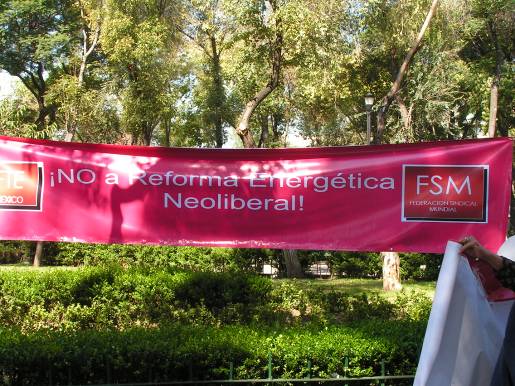 ¡NO a Reforma Energética
Neoliberal!
FSM
FEDERACIÓN SINDICAL
MUNDIAL